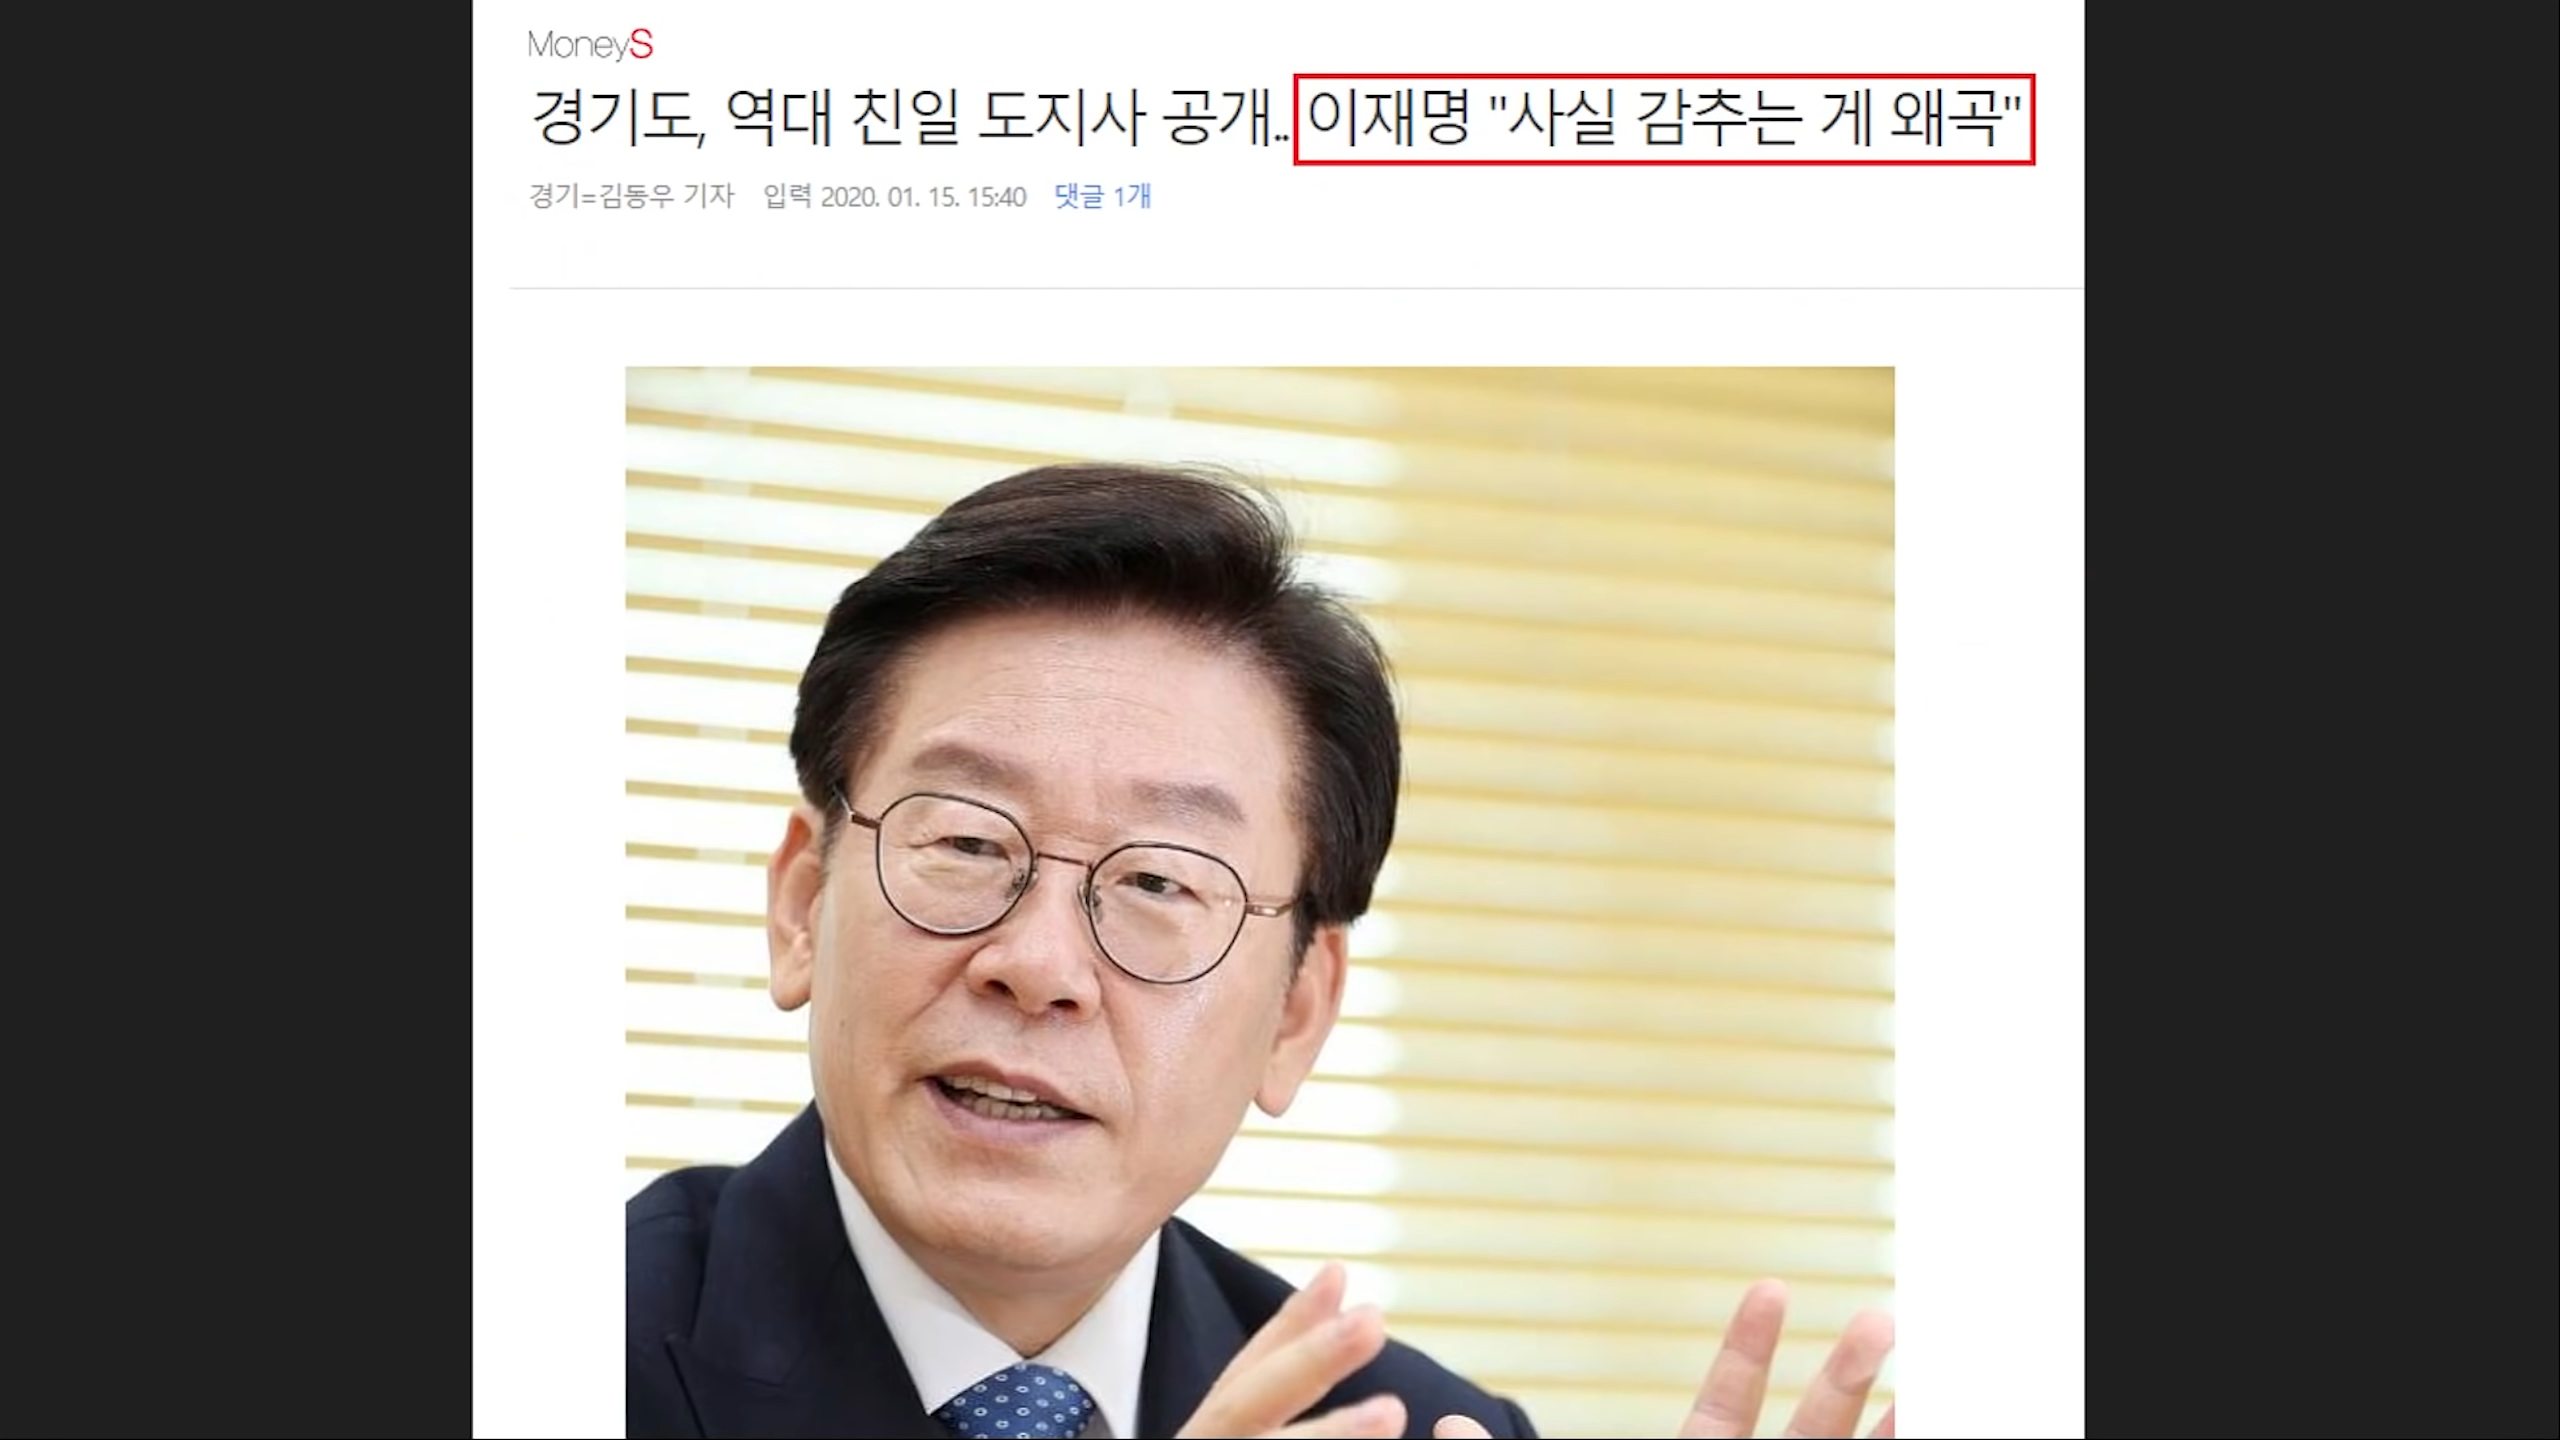 MoneyS
경기도, 역대 친일 도지사 공개.. 이재명 "사실 감추는 게 왜곡"
경기=김동우 기자 입력 2020. 01. 15. 15:40 댓글 1개